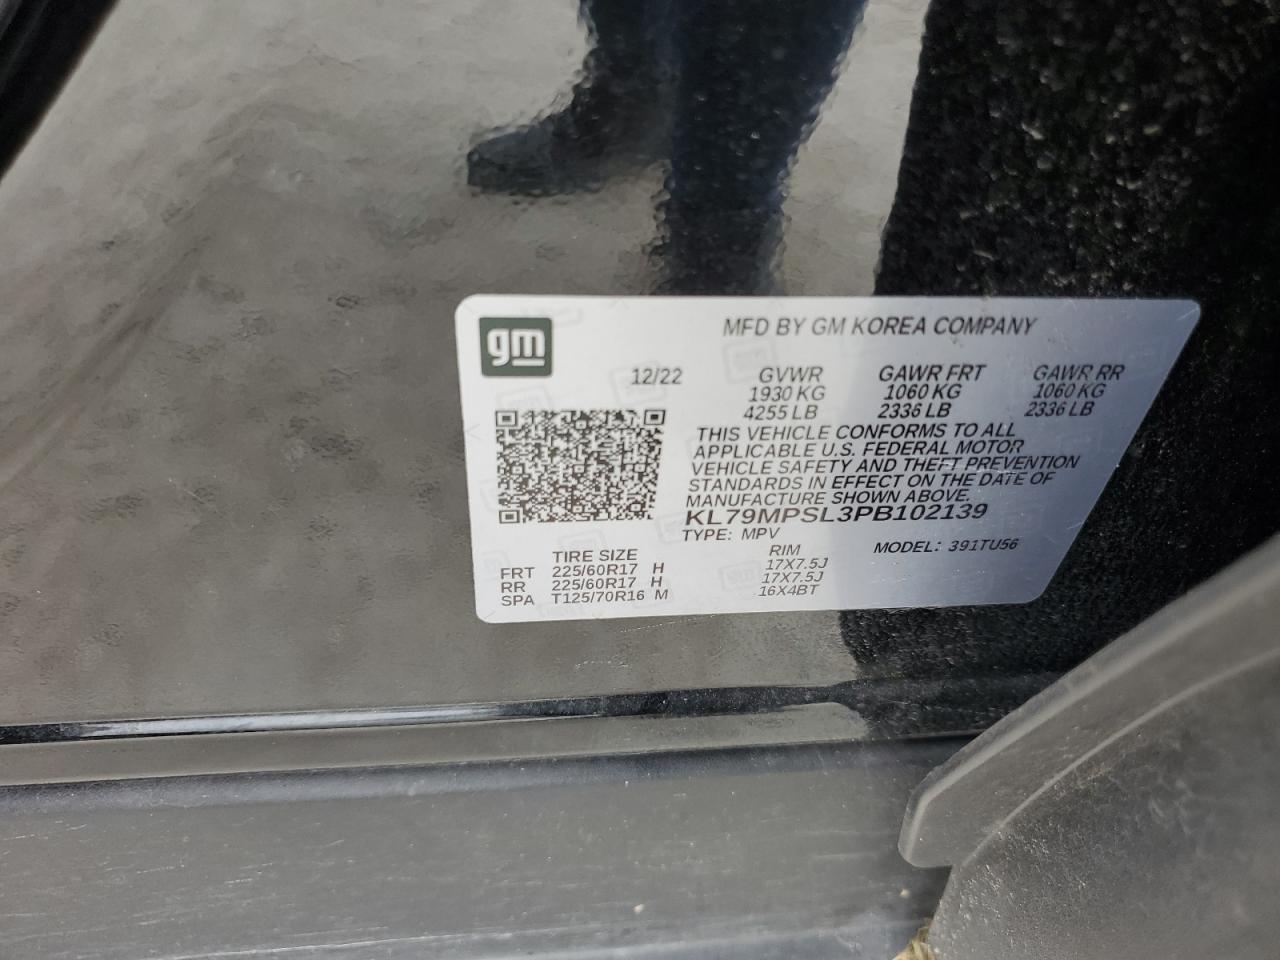 gm
MFD BY GM KOREA COMPANY
12/22 GVWR GAWR FRT GAWR RR
1930 KG 1060 KG 1060 KG
4255 LB 2336 LB 2336 LB
THIS VEHICLE CONFORMS TO ALL
APPLICABLE U.S. FEDERAL MOTOR
VEHICLE SAFETY AND THEFT PREVENTION
STANDARDS IN EFFECT ON THE DATE OF
MANUFACTURE SHOWN ABOVE.
KL79MPSL3PB102139
TYPE: MPV MODEL: 391TU56
TIRE SIZE RIM
FRT 225/60R17 H 17X7.5J
RR 225/60R17 H 17X7.5J
SPA T125/70R16 M 16X4BT